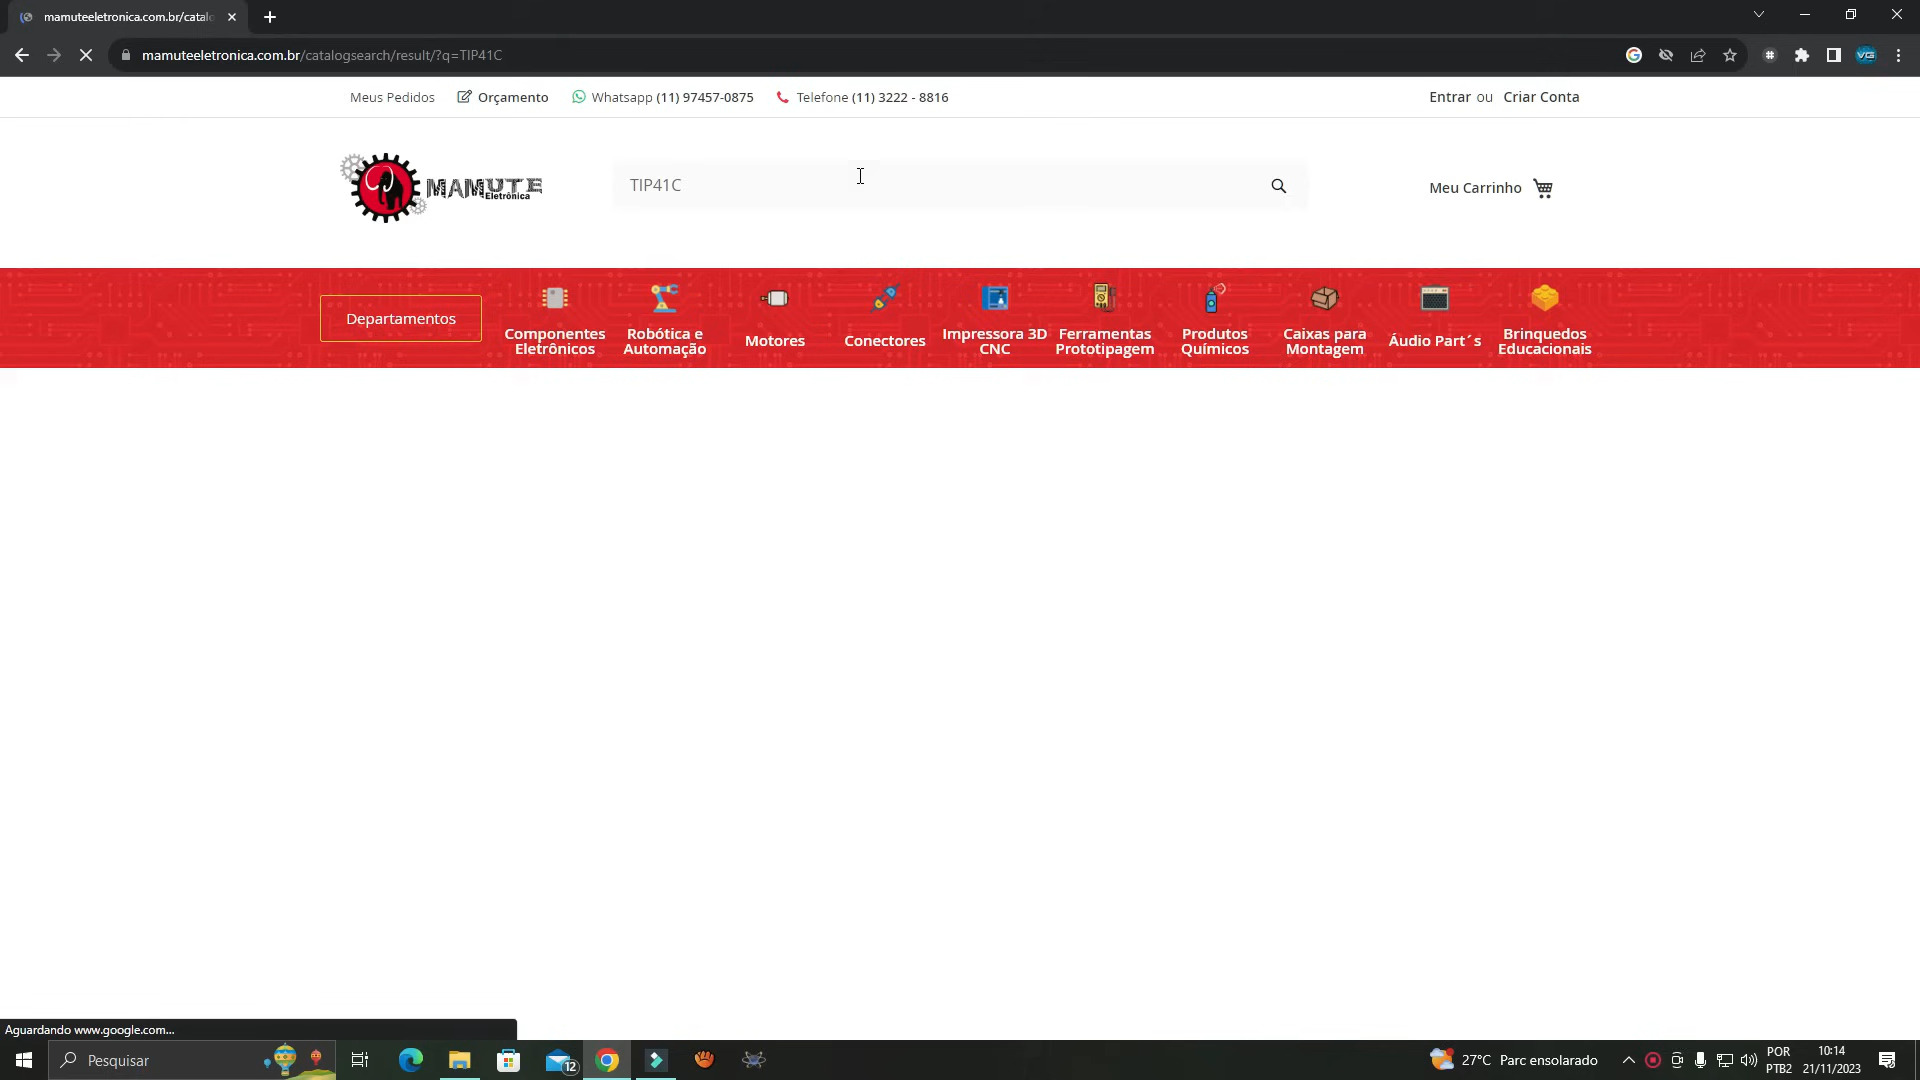 mamuteeletronica.com.br/catalo
mamuteeletronica.com.br/catalogsearch/result/?q=TIP41C
VG
Meus Pedidos Orçamento Whatsapp (11) 97457-0875 Telefone (11) 3222 - 8816 Entrar ou Criar Conta
MAMUTE
Eletrônica
TIP41C
Meu Carrinho
Departamentos
Componentes
Eletrônicos
Robótica e
Automação
Motores
Conectores
Impressora 3D
CNC
Ferramentas
Prototipagem
Produtos
Químicos
Caixas para
Montagem
Áudio Part´s
Brinquedos
Educacionais
Aguardando www.google.com...
Pesquisar
12
27°C Parc ensolarado
POR
PTB2
10:14
21/11/2023